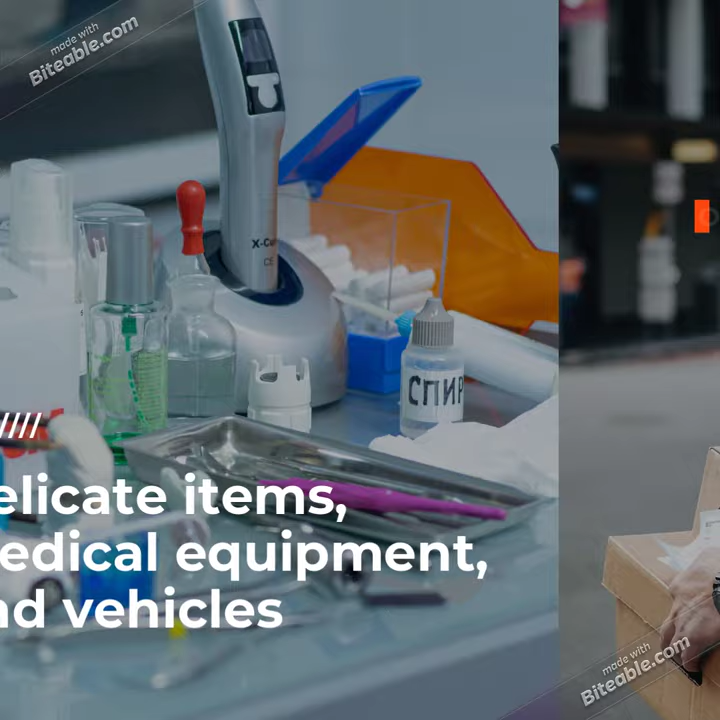 made with
Biteable.com
X-Cu
CE
СПИР
elicate items,
edical equipment,
nd vehicles
made with
Biteable.com